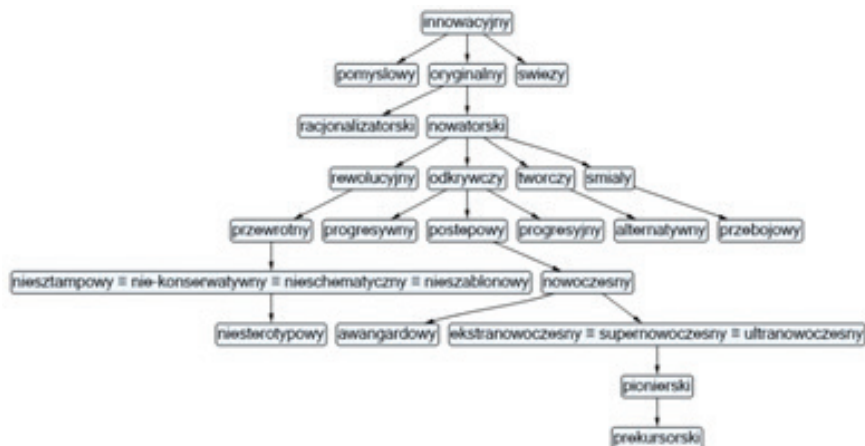 innowacyjny
pomyslowy oryginalny swiezy
racjonalizatorski nowatorski
rewolucyjny odkrywczy tworczy smialy
przewrotny progresywny postepowy progresyjny alternatywny przebojowy
niesztampowy = nie-konserwatywny = nieschematyczny = nieszablonowy nowoczesny
niesterotypowy awangardowy ekstranowoczesny = supernowoczesny = ultranowoczesny
pionierski
prekursorski